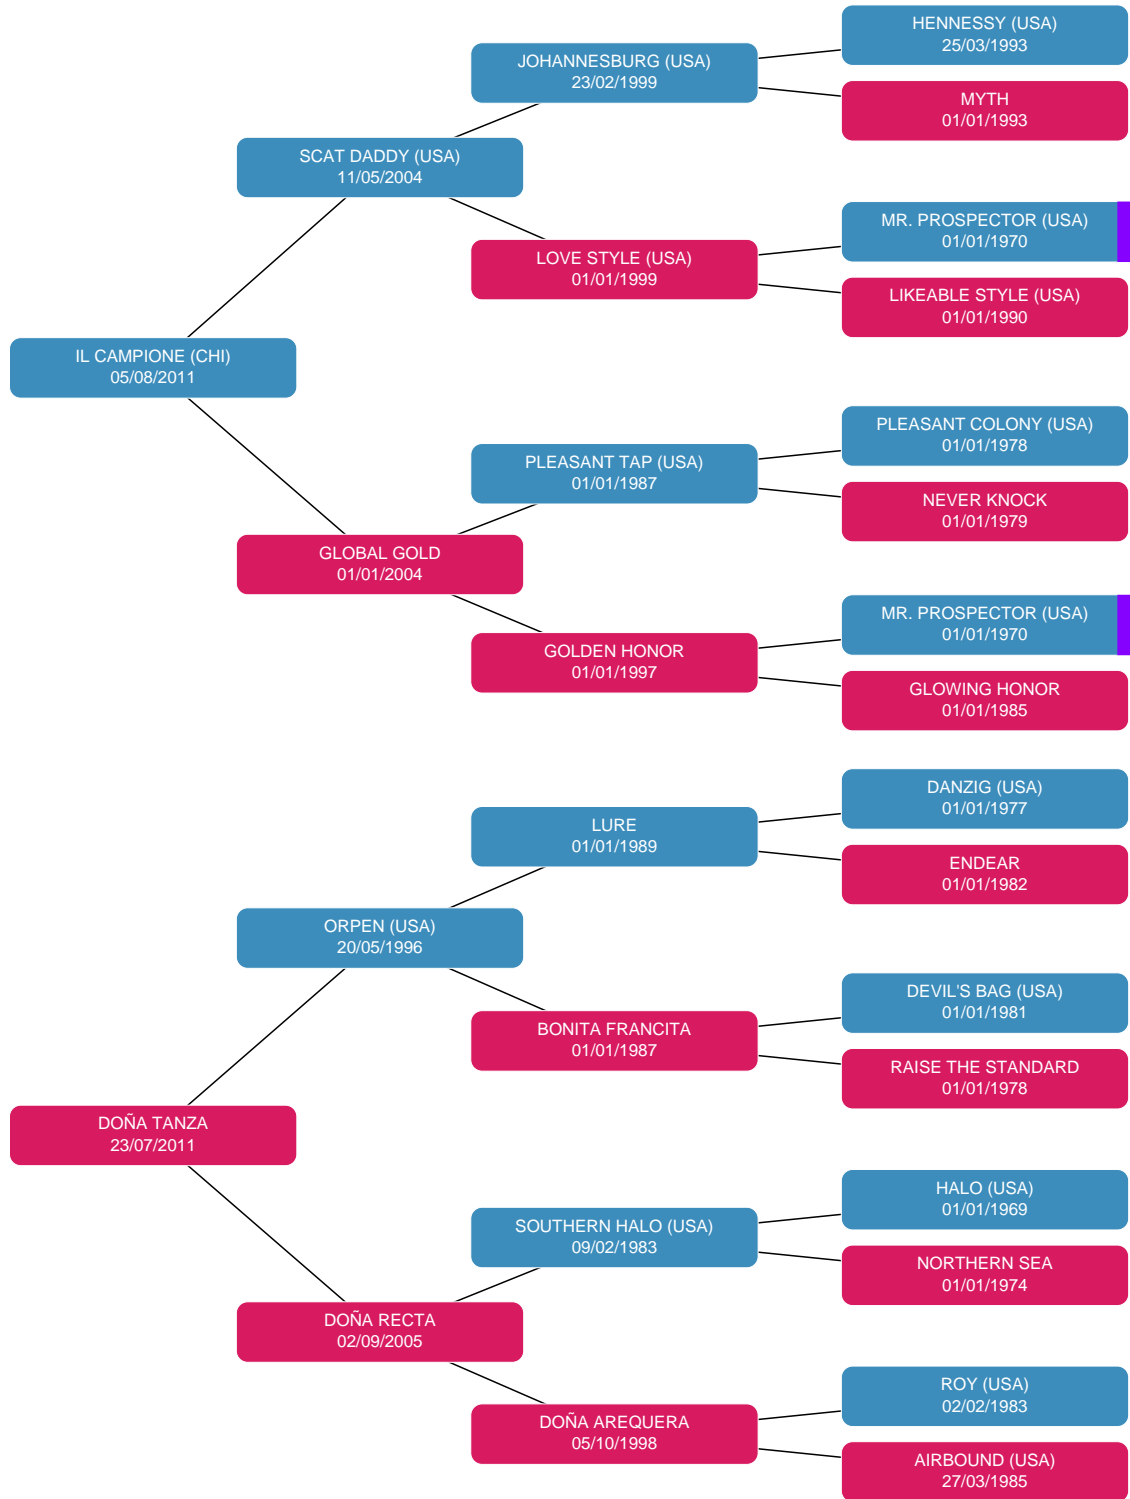 HENNESSY (USA)
25/03/1993
JOHANNESBURG (USA)
23/02/1999
MYTH
01/01/1993
SCAT DADDY (USA)
11/05/2004
MR. PROSPECTOR (USA)
01/01/1970
LOVE STYLE (USA)
01/01/1999
LIKEABLE STYLE (USA)
01/01/1990
IL CAMPIONE (CHI)
05/08/2011
PLEASANT COLONY (USA)
01/01/1978
PLEASANT TAP (USA)
01/01/1987
NEVER KNOCK
01/01/1979
GLOBAL GOLD
01/01/2004
MR. PROSPECTOR (USA)
01/01/1970
GOLDEN HONOR
01/01/1997
GLOWING HONOR
01/01/1985
DANZIG (USA)
01/01/1977
LURE
01/01/1989
ENDEAR
01/01/1982
ORPEN (USA)
20/05/1996
DEVIL'S BAG (USA)
01/01/1981
BONITA FRANCITA
01/01/1987
RAISE THE STANDARD
01/01/1978
DOÑA TANZA
23/07/2011
HALO (USA)
01/01/1969
SOUTHERN HALO (USA)
09/02/1983
NORTHERN SEA
01/01/1974
DOÑA RECTA
02/09/2005
ROY (USA)
02/02/1983
DOÑA AREQUERA
05/10/1998
AIRBOUND (USA)
27/03/1985